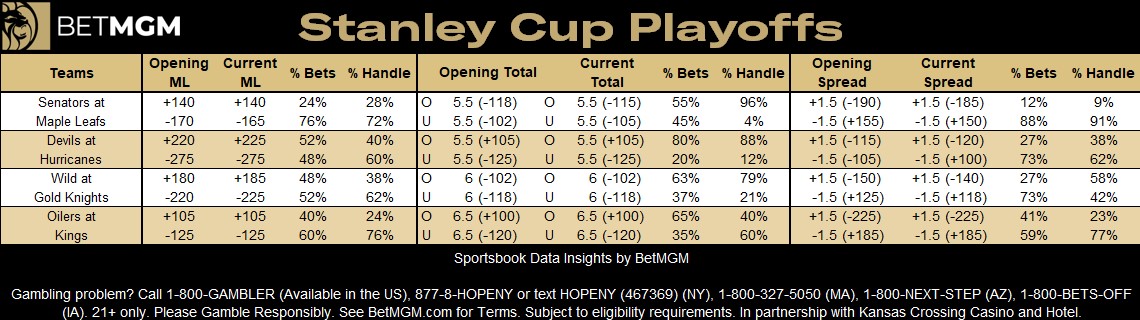 BETMGM
Stanley Cup Playoffs
Teams Opening ML Current ML % Bets % Handle Opening Total Current Total % Bets % Handle Opening Spread Current Spread % Bets % Handle
Senators at +140 +140 24% 28% O 5.5 (-118) O 5.5 (-115) 55% 96% +1.5 (-190) +1.5 (-185) 12% 9%
Maple Leafs -170 -165 76% 72% U 5.5 (-102) U 5.5 (-105) 45% 4% -1.5 (+155) -1.5 (+150) 88% 91%
Devils at +220 +225 52% 40% O 5.5 (+105) O 5.5 (+105) 80% 88% +1.5 (-115) +1.5 (-120) 27% 38%
Hurricanes -275 -275 48% 60% U 5.5 (-125) U 5.5 (-125) 20% 12% -1.5 (-105) -1.5 (+100) 73% 62%
Wild at +180 +185 48% 38% O 6 (-102) O 6 (-102) 63% 79% +1.5 (-150) +1.5 (-140) 27% 58%
Gold Knights -220 -225 52% 62% U 6 (-118) U 6 (-118) 37% 21% -1.5 (+125) -1.5 (+118) 73% 42%
Oilers at +105 +105 40% 24% O 6.5 (+100) O 6.5 (+100) 65% 40% +1.5 (-225) +1.5 (-225) 41% 23%
Kings -125 -125 60% 76% U 6.5 (-120) U 6.5 (-120) 35% 60% -1.5 (+185) -1.5 (+185) 59% 77%
Sportsbook Data Insights by BetMGM
Gambling problem? Call 1-800-GAMBLER (Available in the US), 877-8-HOPENY or text HOPENY (467369) (NY), 1-800-327-5050 (MA), 1-800-NEXT-STEP (AZ), 1-800-BETS-OFF
(IA). 21+ only. Please Gamble Responsibly. See BetMGM.com for Terms. Subject to eligibility requirements. In partnership with Kansas Crossing Casino and Hotel.